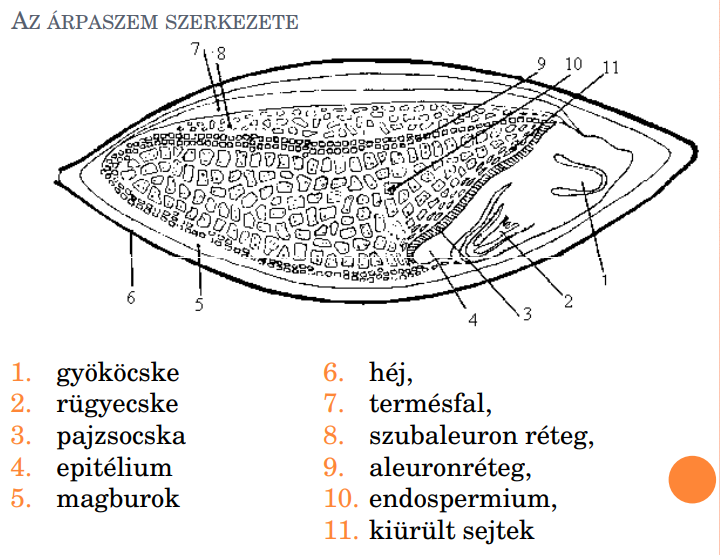 AZ ÁRPASZEM SZERKEZETE
7 8 9 10 11
6 5 4 3 2 1
1. gyököcske
2. rügyecske
3. pajzsocska
4. epitélium
5. magburok
6. héj,
7. termésfal,
8. szubaleuron réteg,
9. aleuronréteg,
10. endospermium,
11. kiürült sejtek